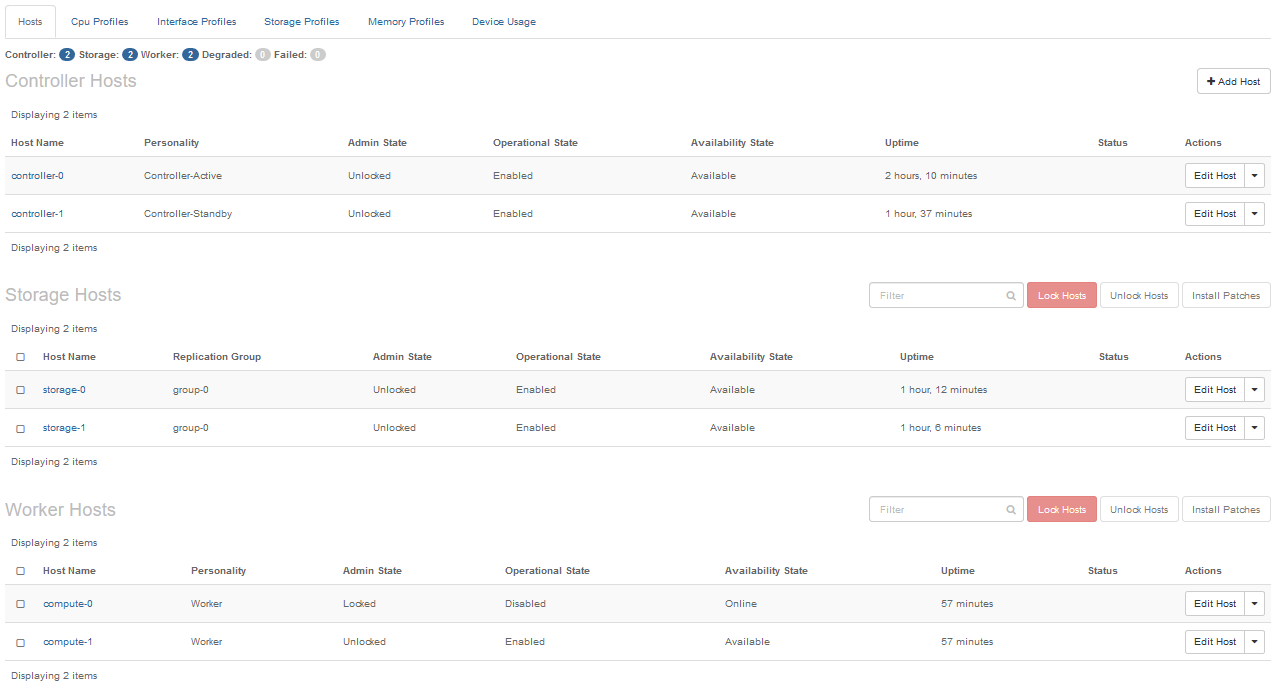 Hosts Cpu Profiles Interface Profiles Storage Profiles Memory Profiles Device Usage
Controller: 2 Storage: 2 Worker: 2 Degraded: 0 Failed: 0
Controller Hosts
Add Host
Displaying 2 items
Host Name Personality Admin State Operational State Availability State Uptime Status Actions
controller-0 Controller-Active Unlocked Enabled Available 2 hours, 10 minutes Edit Host
controller-1 Controller-Standby Unlocked Enabled Available 1 hour, 37 minutes Edit Host
Displaying 2 items
Storage Hosts Filter Lock Hosts Unlock Hosts Install Patches
Displaying 2 items
Host Name Replication Group Admin State Operational State Availability State Uptime Status Actions
storage-0 group-0 Unlocked Enabled Available 1 hour, 12 minutes Edit Host
storage-1 group-0 Unlocked Enabled Available 1 hour, 6 minutes Edit Host
Displaying 2 items
Worker Hosts Filter Lock Hosts Unlock Hosts Install Patches
Displaying 2 items
Host Name Personality Admin State Operational State Availability State Uptime Status Actions
compute-0 Worker Locked Disabled Online 57 minutes Edit Host
compute-1 Worker Unlocked Enabled Available 57 minutes Edit Host
Displaying 2 items